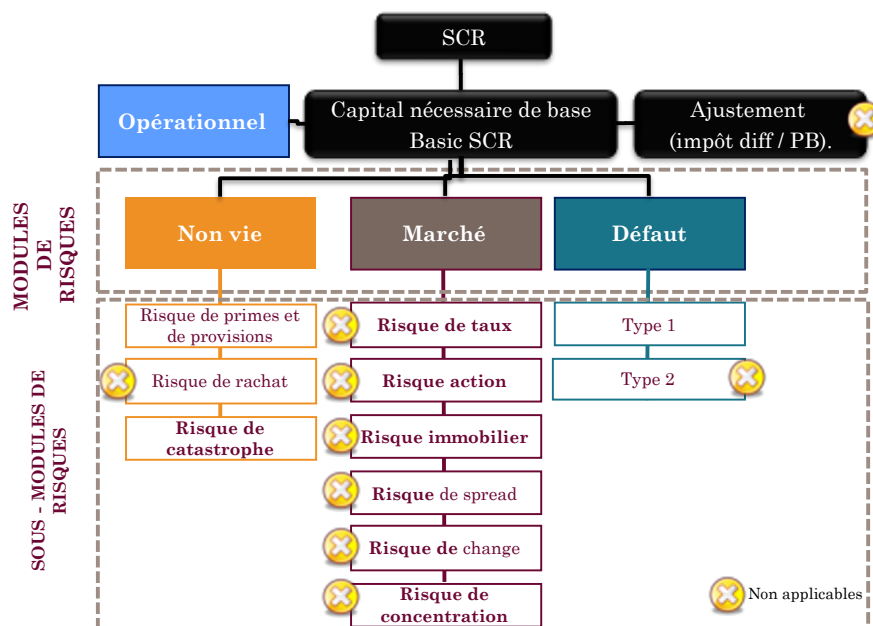 SCR
Opérationnel
Capital nécessaire de base
Basic SCR
Ajustement
(impôt diff / PB).
MODULES
DE
RISQUES
Non vie
Marché
Défaut
SOUS - MODULES DE
RISQUES
Risque de primes et
de provisions
Risque de rachat
Risque de
catastrophe
Risque de taux
Risque action
Risque immobilier
Risque de spread
Risque de change
Risque de
concentration
Type 1
Type 2
Non applicables